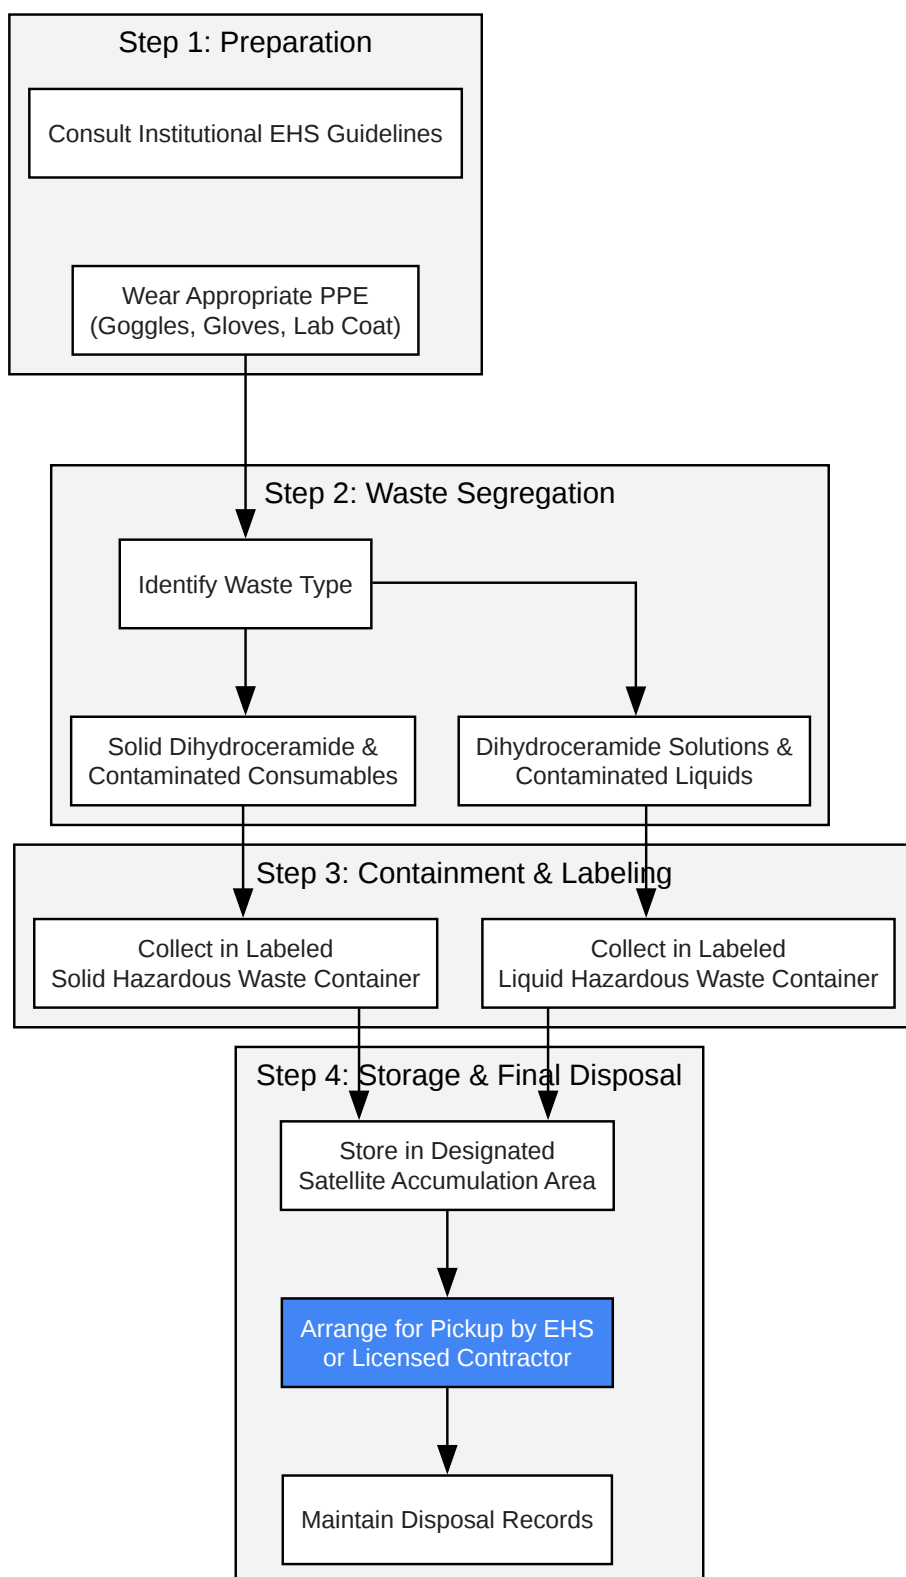 Step 1: Preparation
Consult Institutional EHS Guidelines
Wear Appropriate PPE
(Goggles, Gloves, Lab Coat)
Step 2: Waste Segregation
Identify Waste Type
Solid Dihydroceramide &
Contaminated Consumables
Dihydroceramide Solutions &
Contaminated Liquids
Step 3: Containment & Labeling
Collect in Labeled
Solid Hazardous Waste Container
Collect in Labeled
Liquid Hazardous Waste Container
Step 4: Storage & Final Disposal
Store in Designated
Satellite Accumulation Area
Arrange for Pickup by EHS
or Licensed Contractor
Maintain Disposal Records